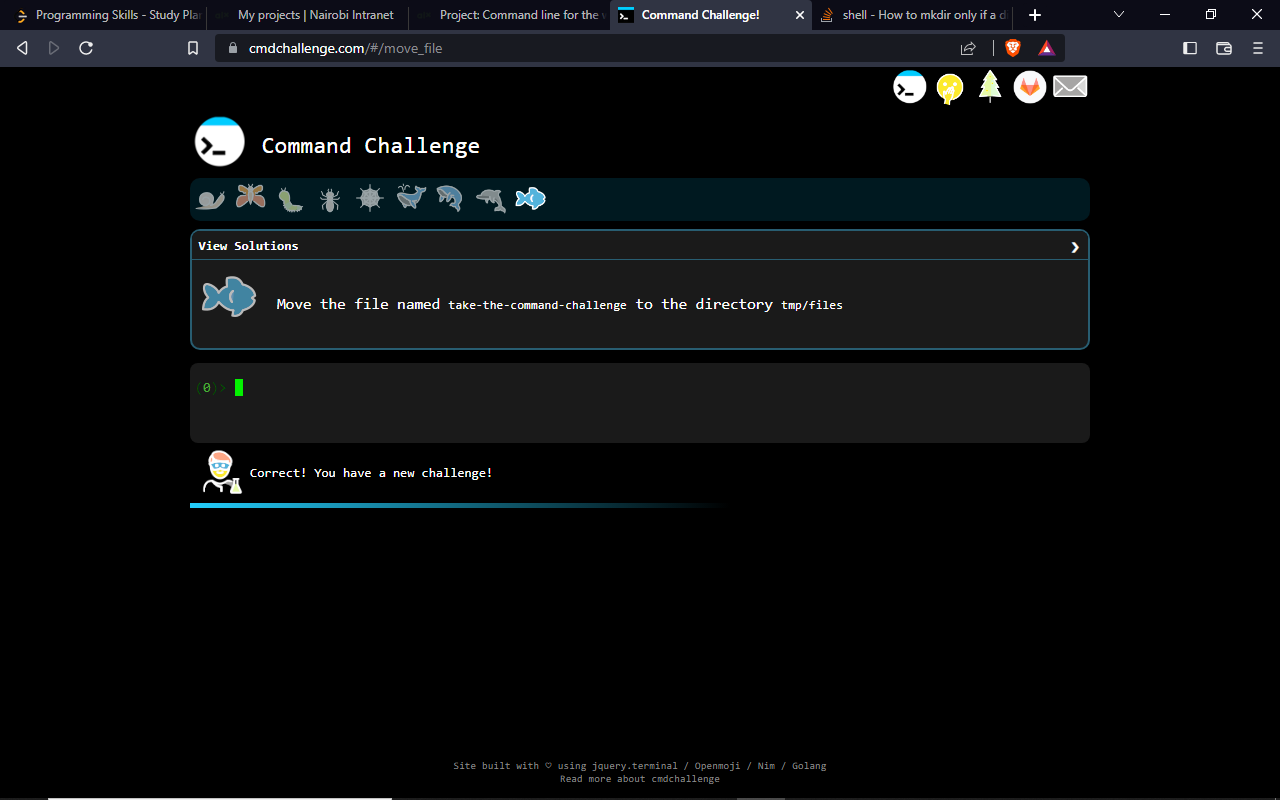 Programming Skills - Study Pla
My projects | Nairobi Intranet
Project: Command line for the w
Command Challenge!
shell - How to mkdir only if a d
cmdchallenge.com/#/move_file
Command Challenge
View Solutions
Move the file named take-the-command-challenge to the directory tmp/files
(0)>
Correct! You have a new challenge!
Site built with ♡ using jquery.terminal / Openmoji / Nim / Golang
Read more about cmdchallenge